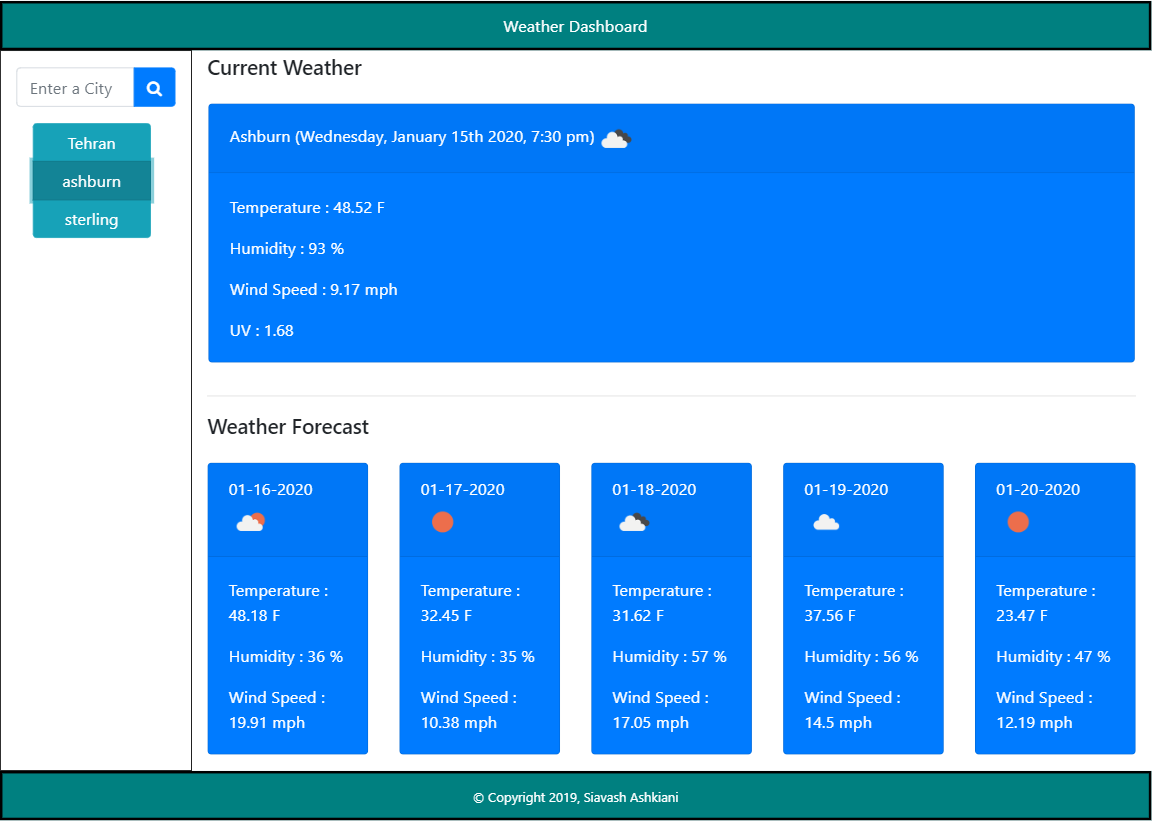 Weather Dashboard
Enter a City
Tehran
ashburn
sterling
Current Weather
Ashburn (Wednesday, January 15th 2020, 7:30 pm)
Temperature : 48.52 F
Humidity : 93 %
Wind Speed : 9.17 mph
UV : 1.68
Weather Forecast
01-16-2020
Temperature :
48.18 F
Humidity : 36 %
Wind Speed :
19.91 mph
01-17-2020
Temperature :
32.45 F
Humidity : 35 %
Wind Speed :
10.38 mph
01-18-2020
Temperature :
31.62 F
Humidity : 57 %
Wind Speed :
17.05 mph
01-19-2020
Temperature :
37.56 F
Humidity : 56 %
Wind Speed :
14.5 mph
01-20-2020
Temperature :
23.47 F
Humidity : 47 %
Wind Speed :
12.19 mph
© Copyright 2019, Siavash Ashkiani